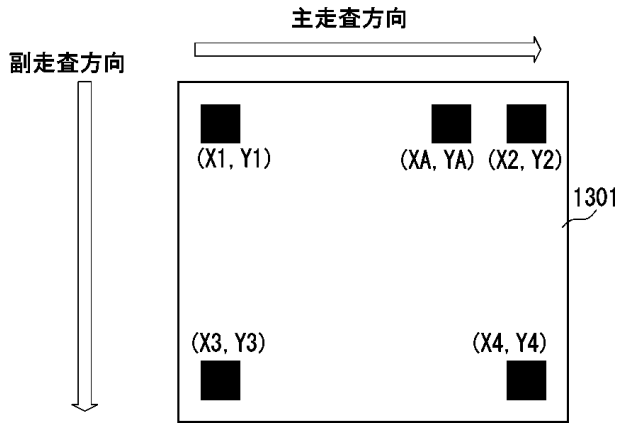 主走査方向
副走査方向
(X1, Y1)
(XA, YA)
(X2, Y2)
1301
(X3, Y3)
(X4, Y4)